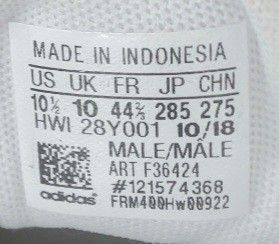 MADE IN INDONESIA
US UK FR JP CHN
10½ 10 44⅔ 285 275
HWI 28Y001 10/18
MALE/MÂLE
ART F36424
#121574368
adidas FRM400Hw00922